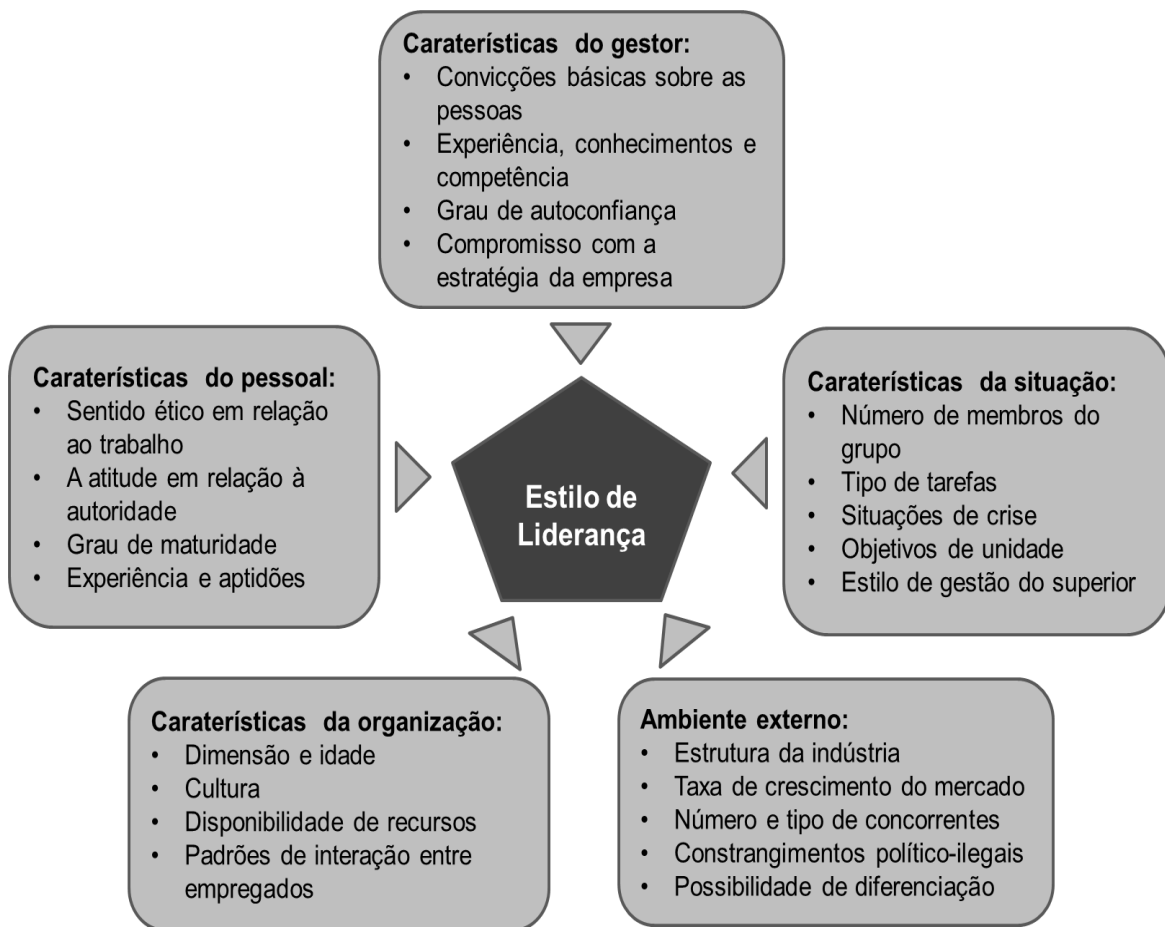 Caraterísticas do gestor:
• Convicções básicas sobre as
pessoas
• Experiência, conhecimentos e
competência
• Grau de autoconfiança
• Compromisso com a
estratégia da empresa
Caraterísticas do pessoal:
• Sentido ético em relação
ao trabalho
• A atitude em relação à
autoridade
• Grau de maturidade
• Experiência e aptidões
Estilo de
Liderança
Caraterísticas da situação:
• Número de membros do
grupo
• Tipo de tarefas
• Situações de crise
• Objetivos de unidade
• Estilo de gestão do superior
Caraterísticas da organização:
• Dimensão e idade
• Cultura
• Disponibilidade de recursos
• Padrões de interação entre
empregados
Ambiente externo:
• Estrutura da indústria
• Taxa de crescimento do mercado
• Número e tipo de concorrentes
• Constrangimentos político-ilegais
• Possibilidade de diferenciação